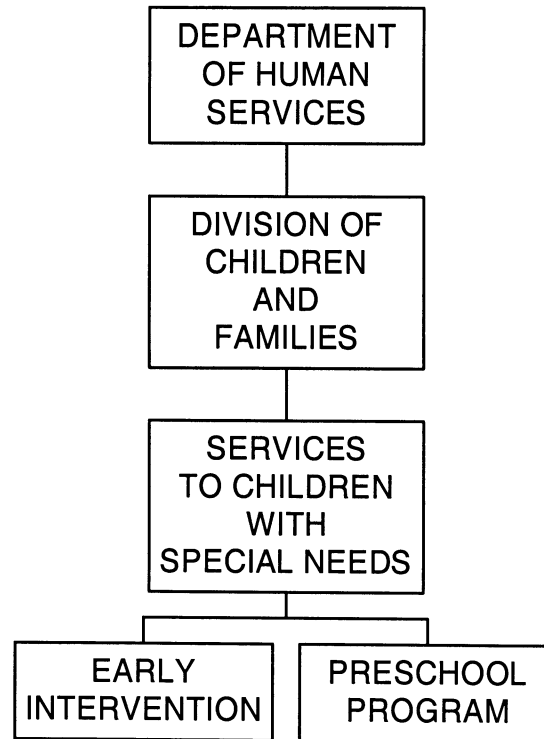 DEPARTMENT
OF HUMAN
SERVICES
DIVISION OF
CHILDREN
AND
FAMILIES
SERVICES
TO CHILDREN
WITH
SPECIAL NEEDS
EARLY
INTERVENTION
PRESCHOOL
PROGRAM